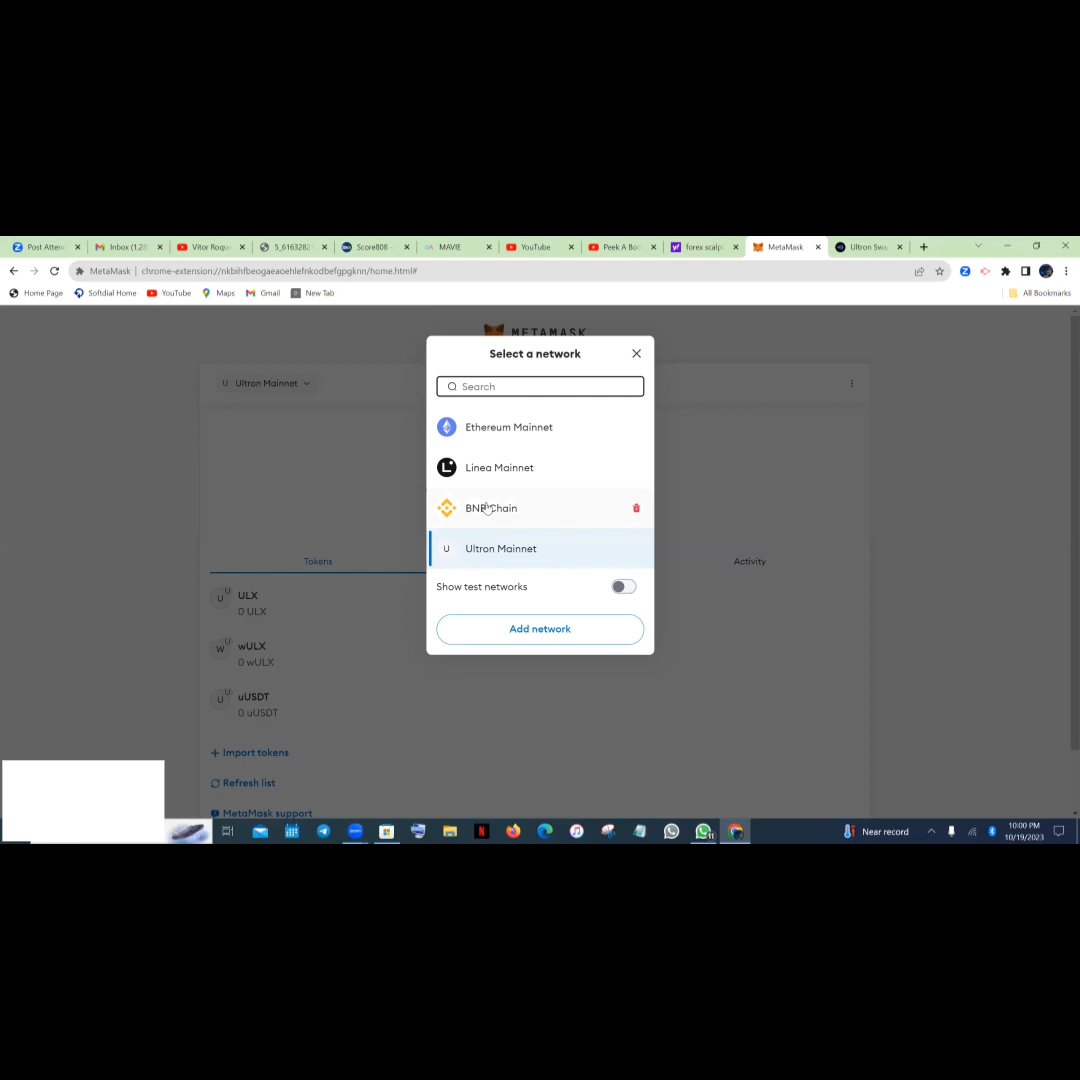 Post Atten
Inbox (1,28
Vitor Roqu
5_6163282
Score808
MAVIE
YouTube
Peek A Boo
forex scalp
MetaMask
Ultron Swa
MetaMask
chrome-extension://nkbihfbeogaeaoehlefnkodbefgpgknn/home.html#
Home Page
Softdial Home
YouTube
Maps
Gmail
New Tab
All Bookmarks
METAMASK
U Ultron Mainnet
Select a network
Search
Ethereum Mainnet
L Linea Mainnet
BNB Chain
U Ultron Mainnet
Show test networks
Add network
Tokens
Activity
U U ULX
0 ULX
W U wULX
0 wULX
U U uUSDT
0 uUSDT
+ Import tokens
Refresh list
MetaMask support
N
11
Near record
10:00 PM
10/19/2023